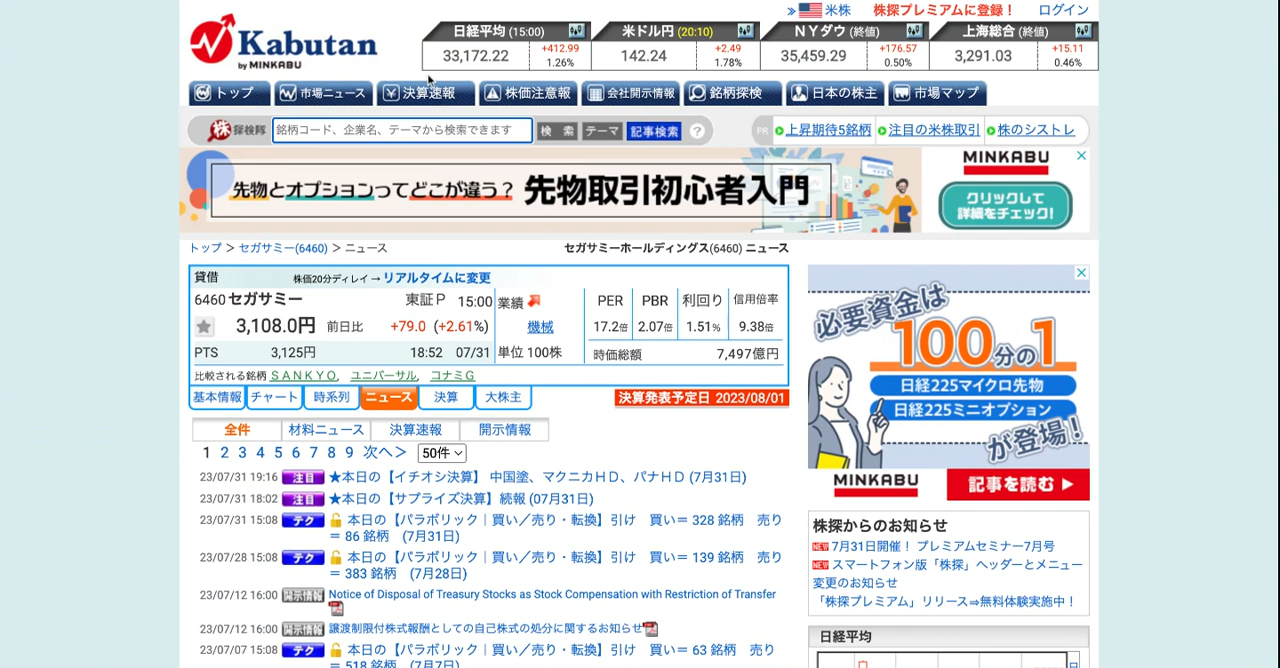 米株 株探プレミアムに登録！ ログイン
Kabutan
by MINKABU
日経平均 (15:00) 米ドル円 (20:10) NYダウ (終値) 上海総合 (終値)
33,172.22 +412.99 1.26% 142.24 +2.49 1.78% 35,459.29 +176.57 0.50% 3,291.03 +15.11 0.46%
トップ 市場ニュース 決算速報 株価注意報 会社開示情報 銘柄探検 日本の株主 市場マップ
株探検隊 銘柄コード、企業名、テーマから検索できます 検 索 テーマ 記事検索 ? PR 上昇期待5銘柄 注目の米株取引 株のシストレ
先物とオプションってどこが違う？ 先物取引初心者入門
MINKABU
クリックして
詳細をチェック!
トップ > セガサミー(6460) > ニュース セガサミーホールディングス(6460) ニュース
貸借 株価20分ディレイ → リアルタイムに変更
6460 セガサミー 東証Ｐ 15:00 業績 PER PBR 利回り 信用倍率
3,108.0円 前日比 +79.0 (+2.61%) 機械 17.2倍 2.07倍 1.51% 9.38倍
PTS 3,125円 18:52 07/31 単位 100株 時価総額 7,497億円
比較される銘柄 ＳＡＮＫＹＯ, ユニバーサル, コナミＧ
基本情報 チャート 時系列 ニュース 決算 大株主 決算発表予定日 2023/08/01
全件 材料ニュース 決算速報 開示情報
1 2 3 4 5 6 7 8 9 次へ＞ 50件
23/07/31 19:16 注目 ★本日の【イチオシ決算】 中国塗、マクニカＨＤ、パナＨＤ (7月31日)
23/07/31 18:02 注目 ★本日の【サプライズ決算】続報 (07月31日)
23/07/31 15:08 テク 本日の【パラボリック｜買い／売り・転換】引け 買い＝ 328 銘柄 売り
＝ 86 銘柄 (7月31日)
23/07/28 15:08 テク 本日の【パラボリック｜買い／売り・転換】引け 買い＝ 139 銘柄 売り
＝ 383 銘柄 (7月28日)
23/07/12 16:00 開示情報 Notice of Disposal of Treasury Stocks as Stock Compensation with Restriction of Transfer
23/07/12 16:00 開示情報 譲渡制限付株式報酬としての自己株式の処分に関するお知らせ
23/07/07 15:08 テク 本日の【パラボリック｜買い／売り・転換】引け 買い＝ 63 銘柄 売り
＝ 518 銘柄 (7月7日)
必要資金は
100分の1
日経225マイクロ先物
日経225ミニオプション
が登場！
MINKABU 記事を読む ▶
株探からのお知らせ
NEW 7月31日開催！ プレミアムセミナー7月号
NEW スマートフォン版「株探」ヘッダーとメニュー
変更のお知らせ
「株探プレミアム」リリース⇒無料体験実施中！
日経平均